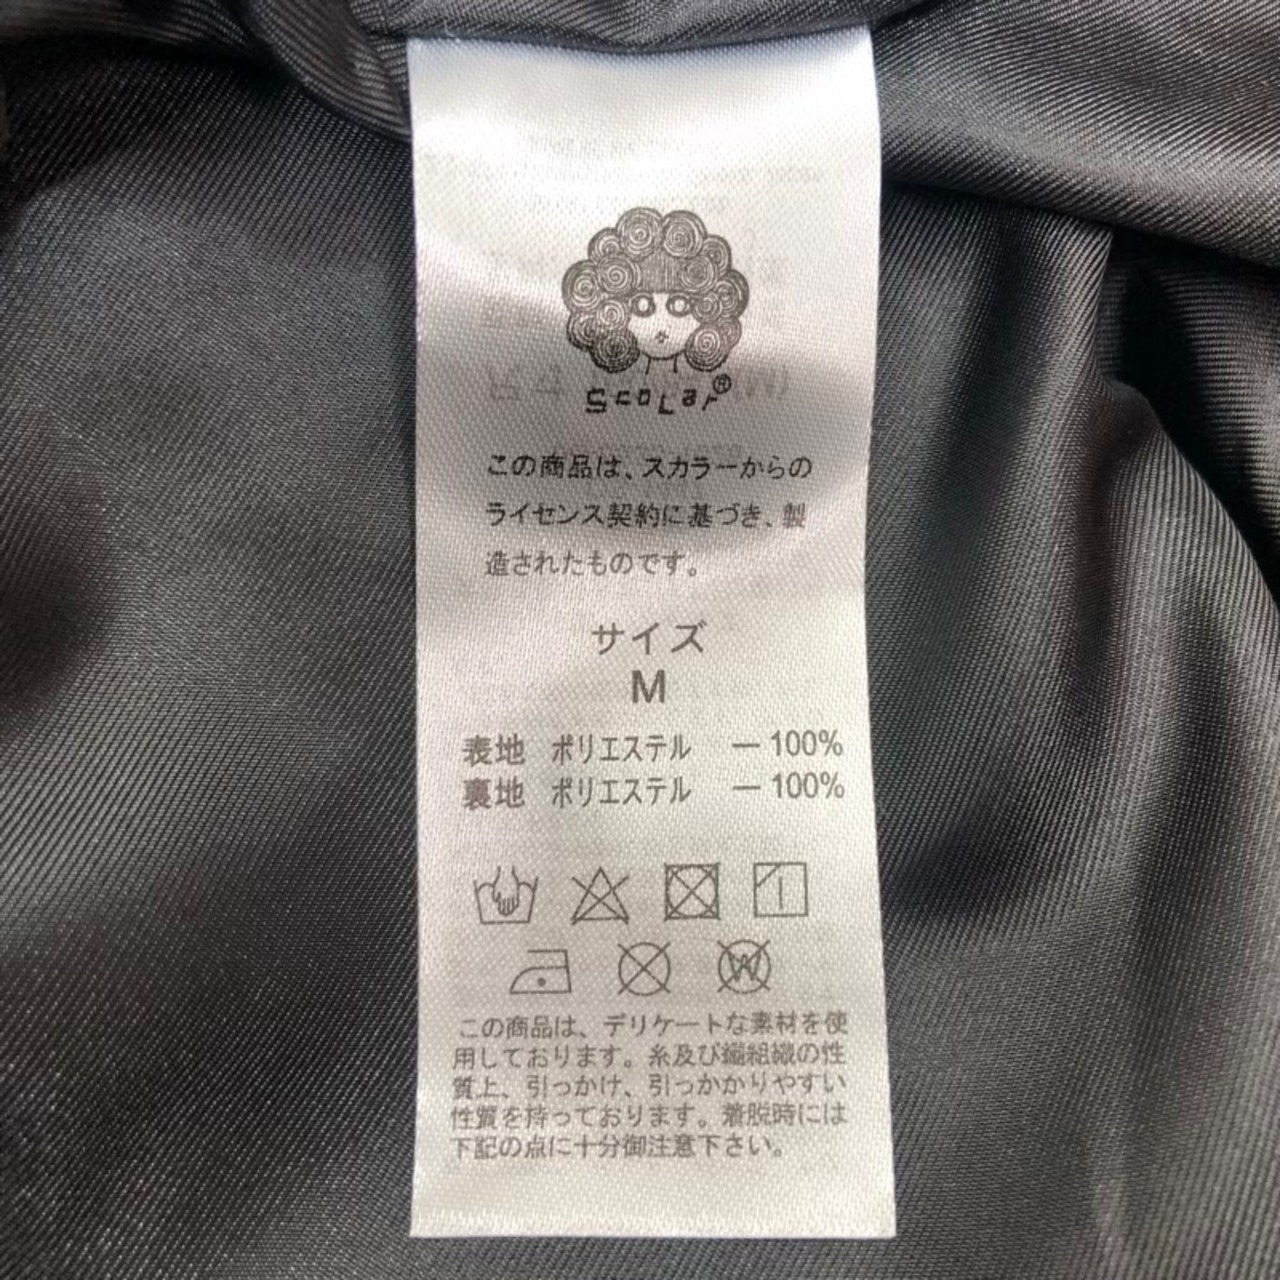 ScoLar®
この商品は、スカラーからの
ライセンス契約に基づき、製
造されたものです。
サイズ
M
表地 ポリエステル ー100%
裏地 ポリエステル ー100%
W
この商品は、デリケートな素材を使
用しております。糸及び編組織の性
質上、引っかけ、引っかかりやすい
性質を持っております。着脱時には
下記の点に十分御注意下さい。